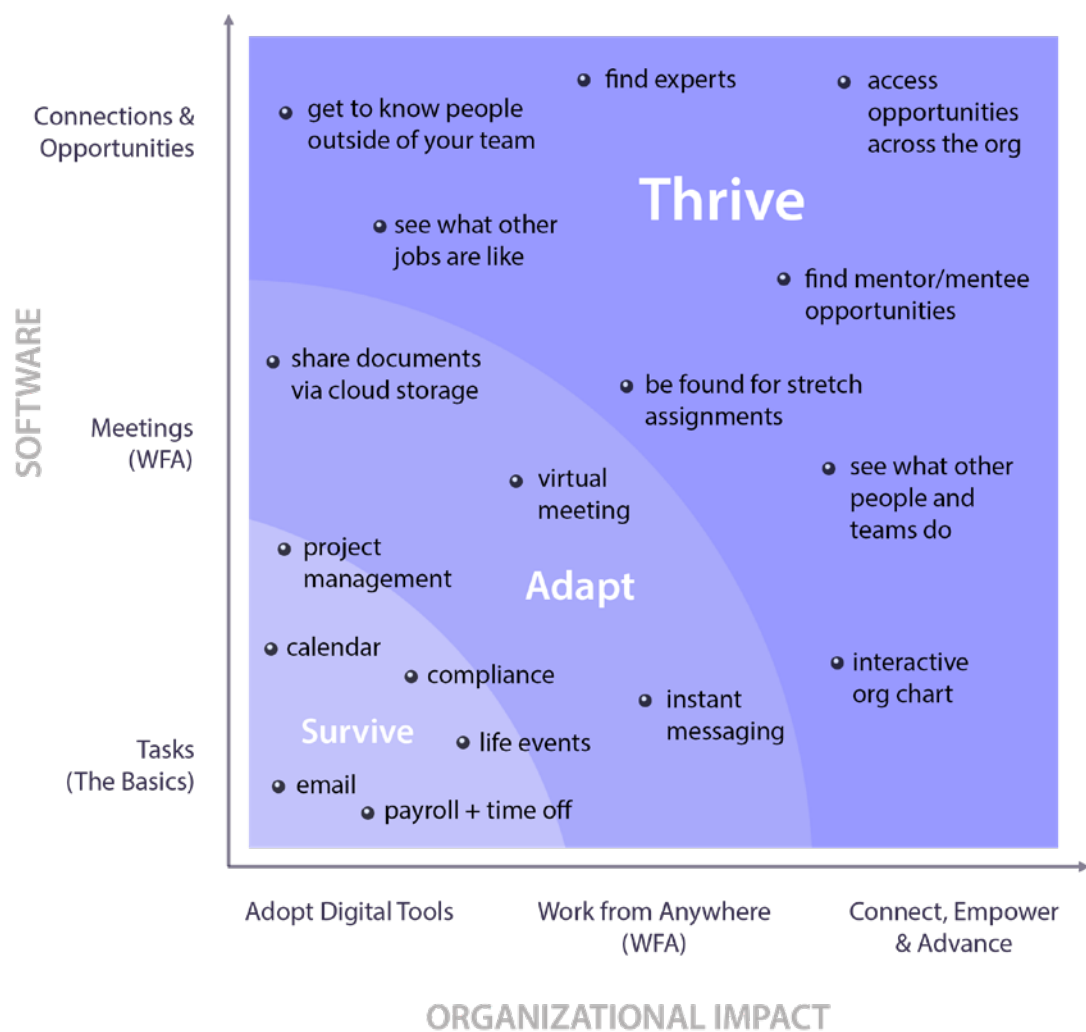 Connections &
Opportunities
get to know people
outside of your team
find experts
access
opportunities
across the org
Thrive
see what other
jobs are like
find mentor/mentee
opportunities
SOFTWARE
share documents
via cloud storage
be found for stretch
assignments
Meetings
(WFA)
virtual
meeting
see what other
people and
teams do
project
management
Adapt
calendar
compliance
interactive
org chart
instant
messaging
Survive
life events
Tasks
(The Basics)
email
payroll + time off
Adopt Digital Tools
Work from Anywhere
(WFA)
Connect, Empower
& Advance
ORGANIZATIONAL IMPACT